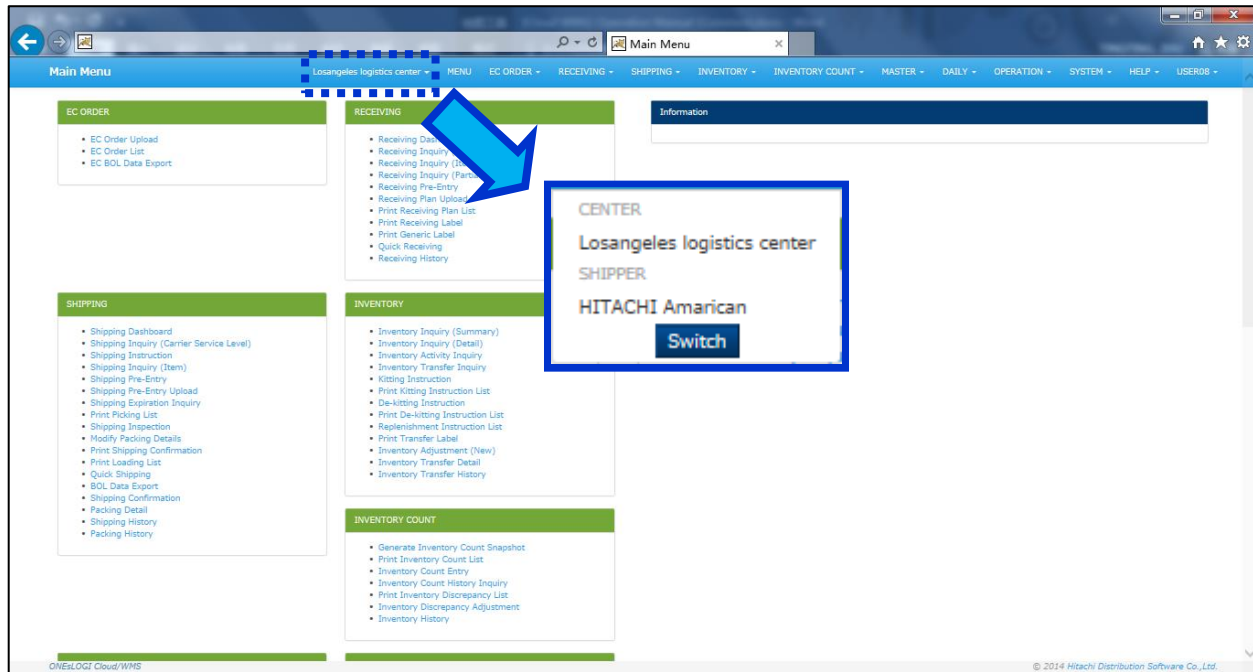 Main Menu
Main Menu
Losangeles logistics center
MENU
EC ORDER
RECEIVING
SHIPPING
INVENTORY
INVENTORY COUNT
MASTER
DAILY
OPERATION
SYSTEM
HELP
USER08
EC ORDER
• EC Order Upload
• EC Order List
• EC BOL Data Export
RECEIVING
• Receiving
• Receiving Inquiry
• Receiving Inquiry
• Receiving Inquiry
• Receiving Pre-Entry
• Receiving Plan Upload
• Print Receiving Plan List
• Print Receiving Label
• Print Generic Label
• Quick Receiving
• Receiving History
Information
CENTER
Losangeles logistics center
SHIPPER
HITACHI Amarican
Switch
SHIPPING
• Shipping Dashboard
• Shipping Inquiry (Carrier Service Level)
• Shipping Instruction
• Shipping Inquiry (Item)
• Shipping Pre-Entry
• Shipping Pre-Entry Upload
• Shipping Expiration Inquiry
• Print Picking List
• Shipping Inspection
• Modify Packing Details
• Print Shipping Confirmation
• Print Loading List
• Quick Shipping
• BOL Data Export
• Shipping Confirmation
• Packing Detail
• Shipping History
• Packing History
INVENTORY
• Inventory Inquiry (Summary)
• Inventory Inquiry (Detail)
• Inventory Activity Inquiry
• Inventory Transfer Inquiry
• Kitting Instruction
• Print Kitting Instruction List
• De-kitting Instruction
• Print De-kitting Instruction List
• Replenishment Instruction List
• Print Transfer Label
• Inventory Adjustment (New)
• Inventory Transfer Detail
• Inventory Transfer History
INVENTORY COUNT
• Generate Inventory Count Snapshot
• Print Inventory Count List
• Inventory Count Entry
• Inventory Count History Inquiry
• Print Inventory Discrepancy List
• Inventory Discrepancy Adjustment
• Inventory History
ONEsLOGI Cloud/WMS
© 2014 Hitachi Distribution Software Co.,Ltd.